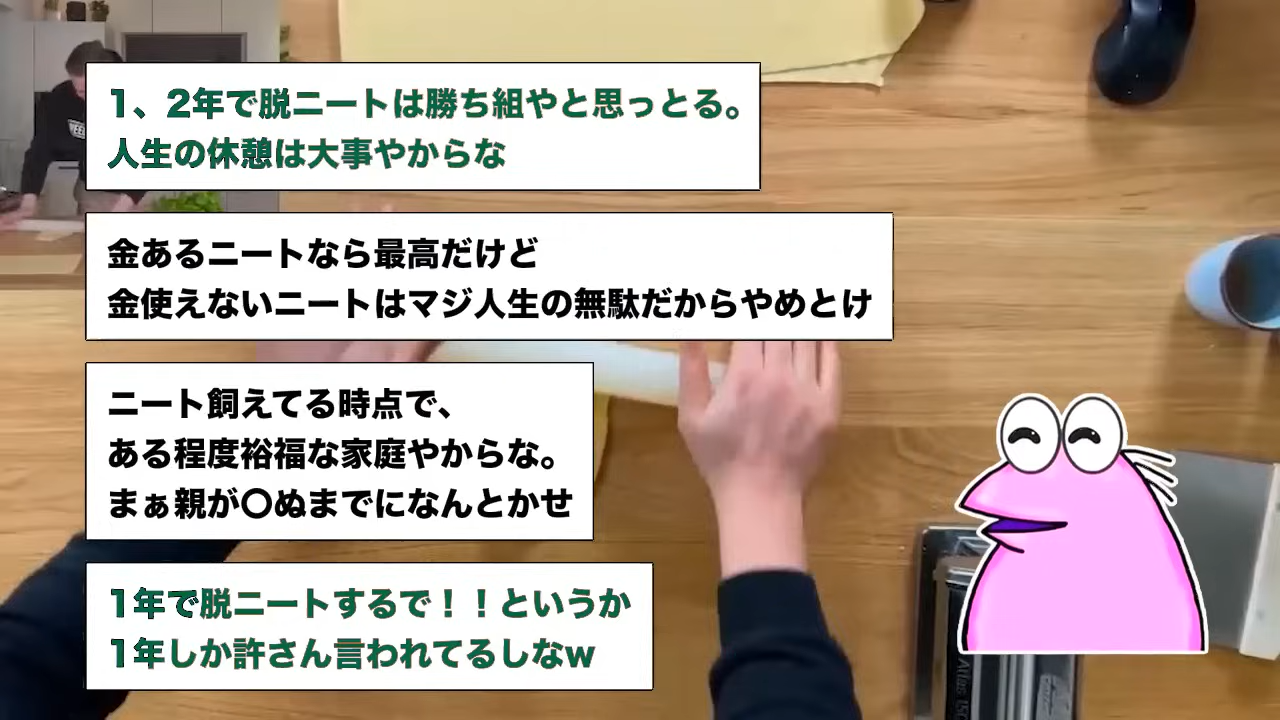 1、2年で脱ニートは勝ち組やと思っとる。
人生の休憩は大事やからな
金あるニートなら最高だけど
金使えないニートはマジ人生の無駄だからやめとけ
ニート飼えてる時点で、
ある程度裕福な家庭やからな。
まぁ親が〇ぬまでになんとかせ
1年で脱ニートするで！！というか
1年しか許さん言われてるしなw